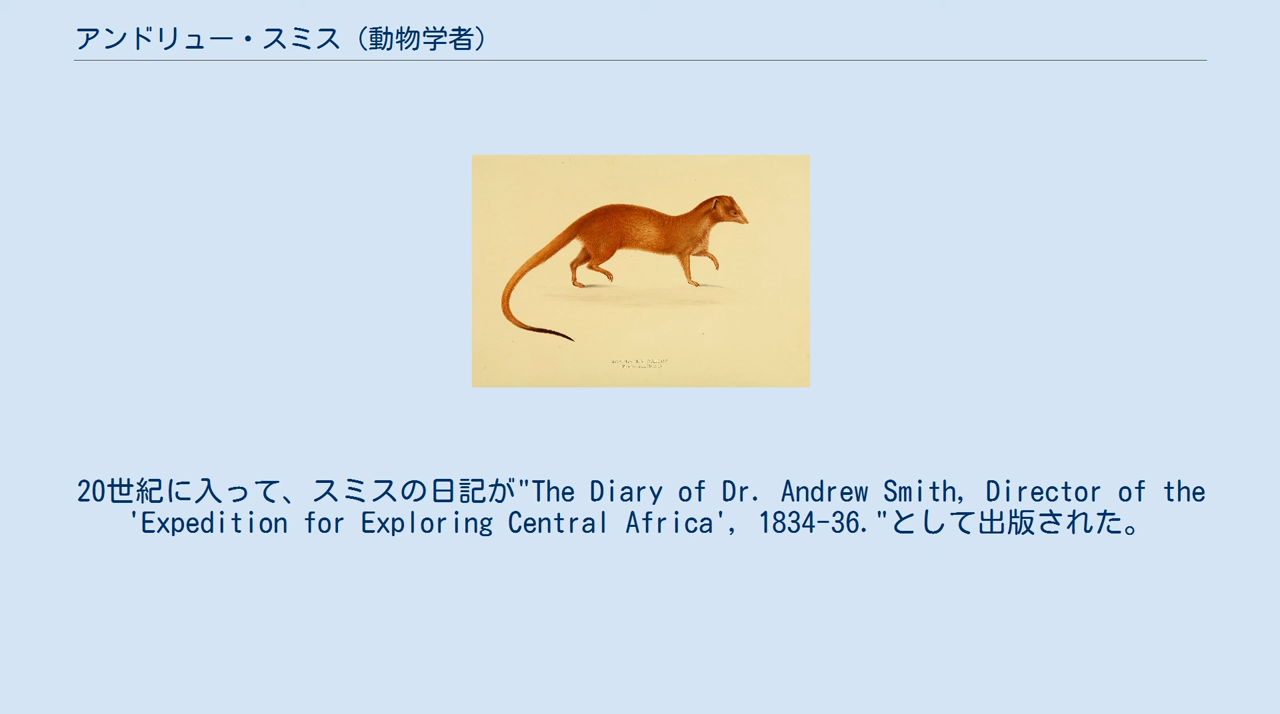 アンドリュー・スミス（動物学者）
20世紀に入って、スミスの日記が"The Diary of Dr. Andrew Smith, Director of the
'Expedition for Exploring Central Africa', 1834-36."として出版された。